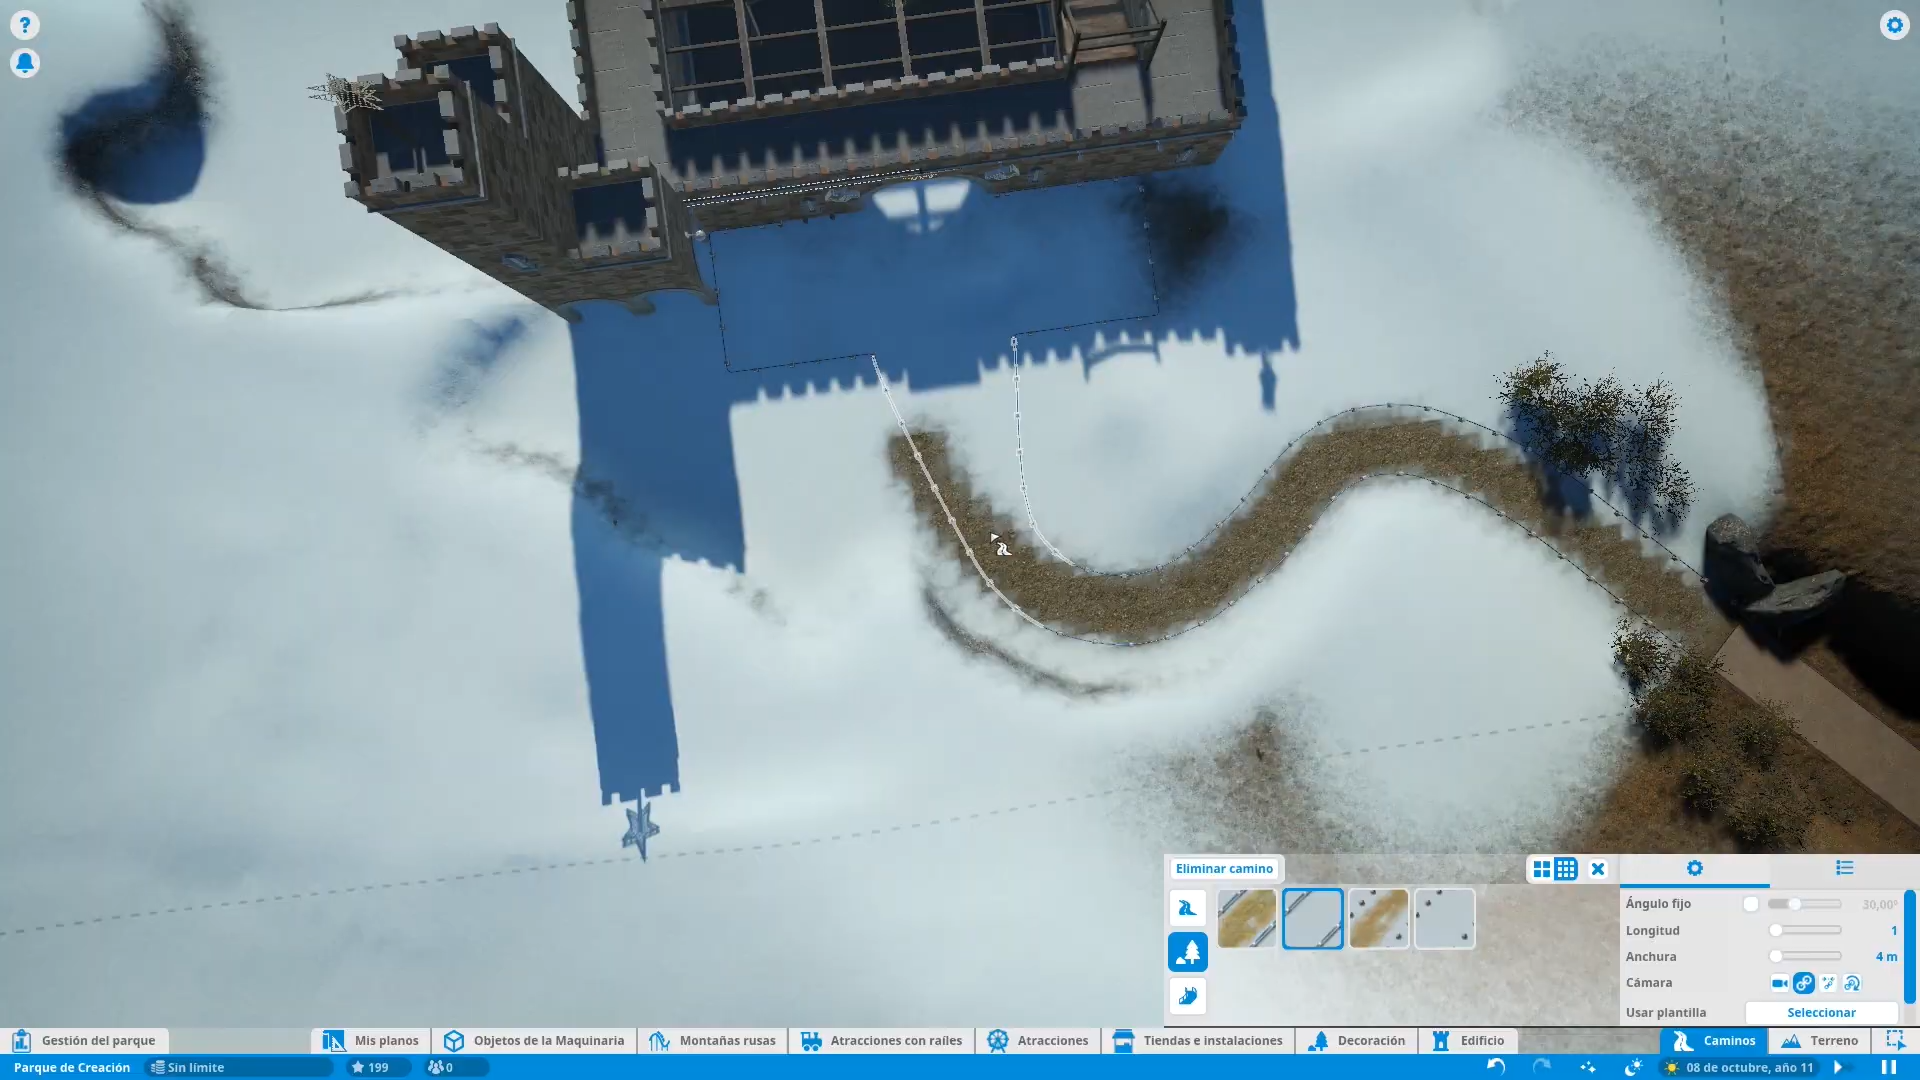 ?
Eliminar camino
Ángulo fijo 30,00°
Longitud 1
Anchura 4 m
Cámara
Usar plantilla Seleccionar
Gestión del parque Mis planos Objetos de la Maquinaria Montañas rusas Atracciones con raíles Atracciones Tiendas e instalaciones Decoración Edificio Caminos Terreno
Parque de Creación Sin límite 199 0 08 de octubre, año 11